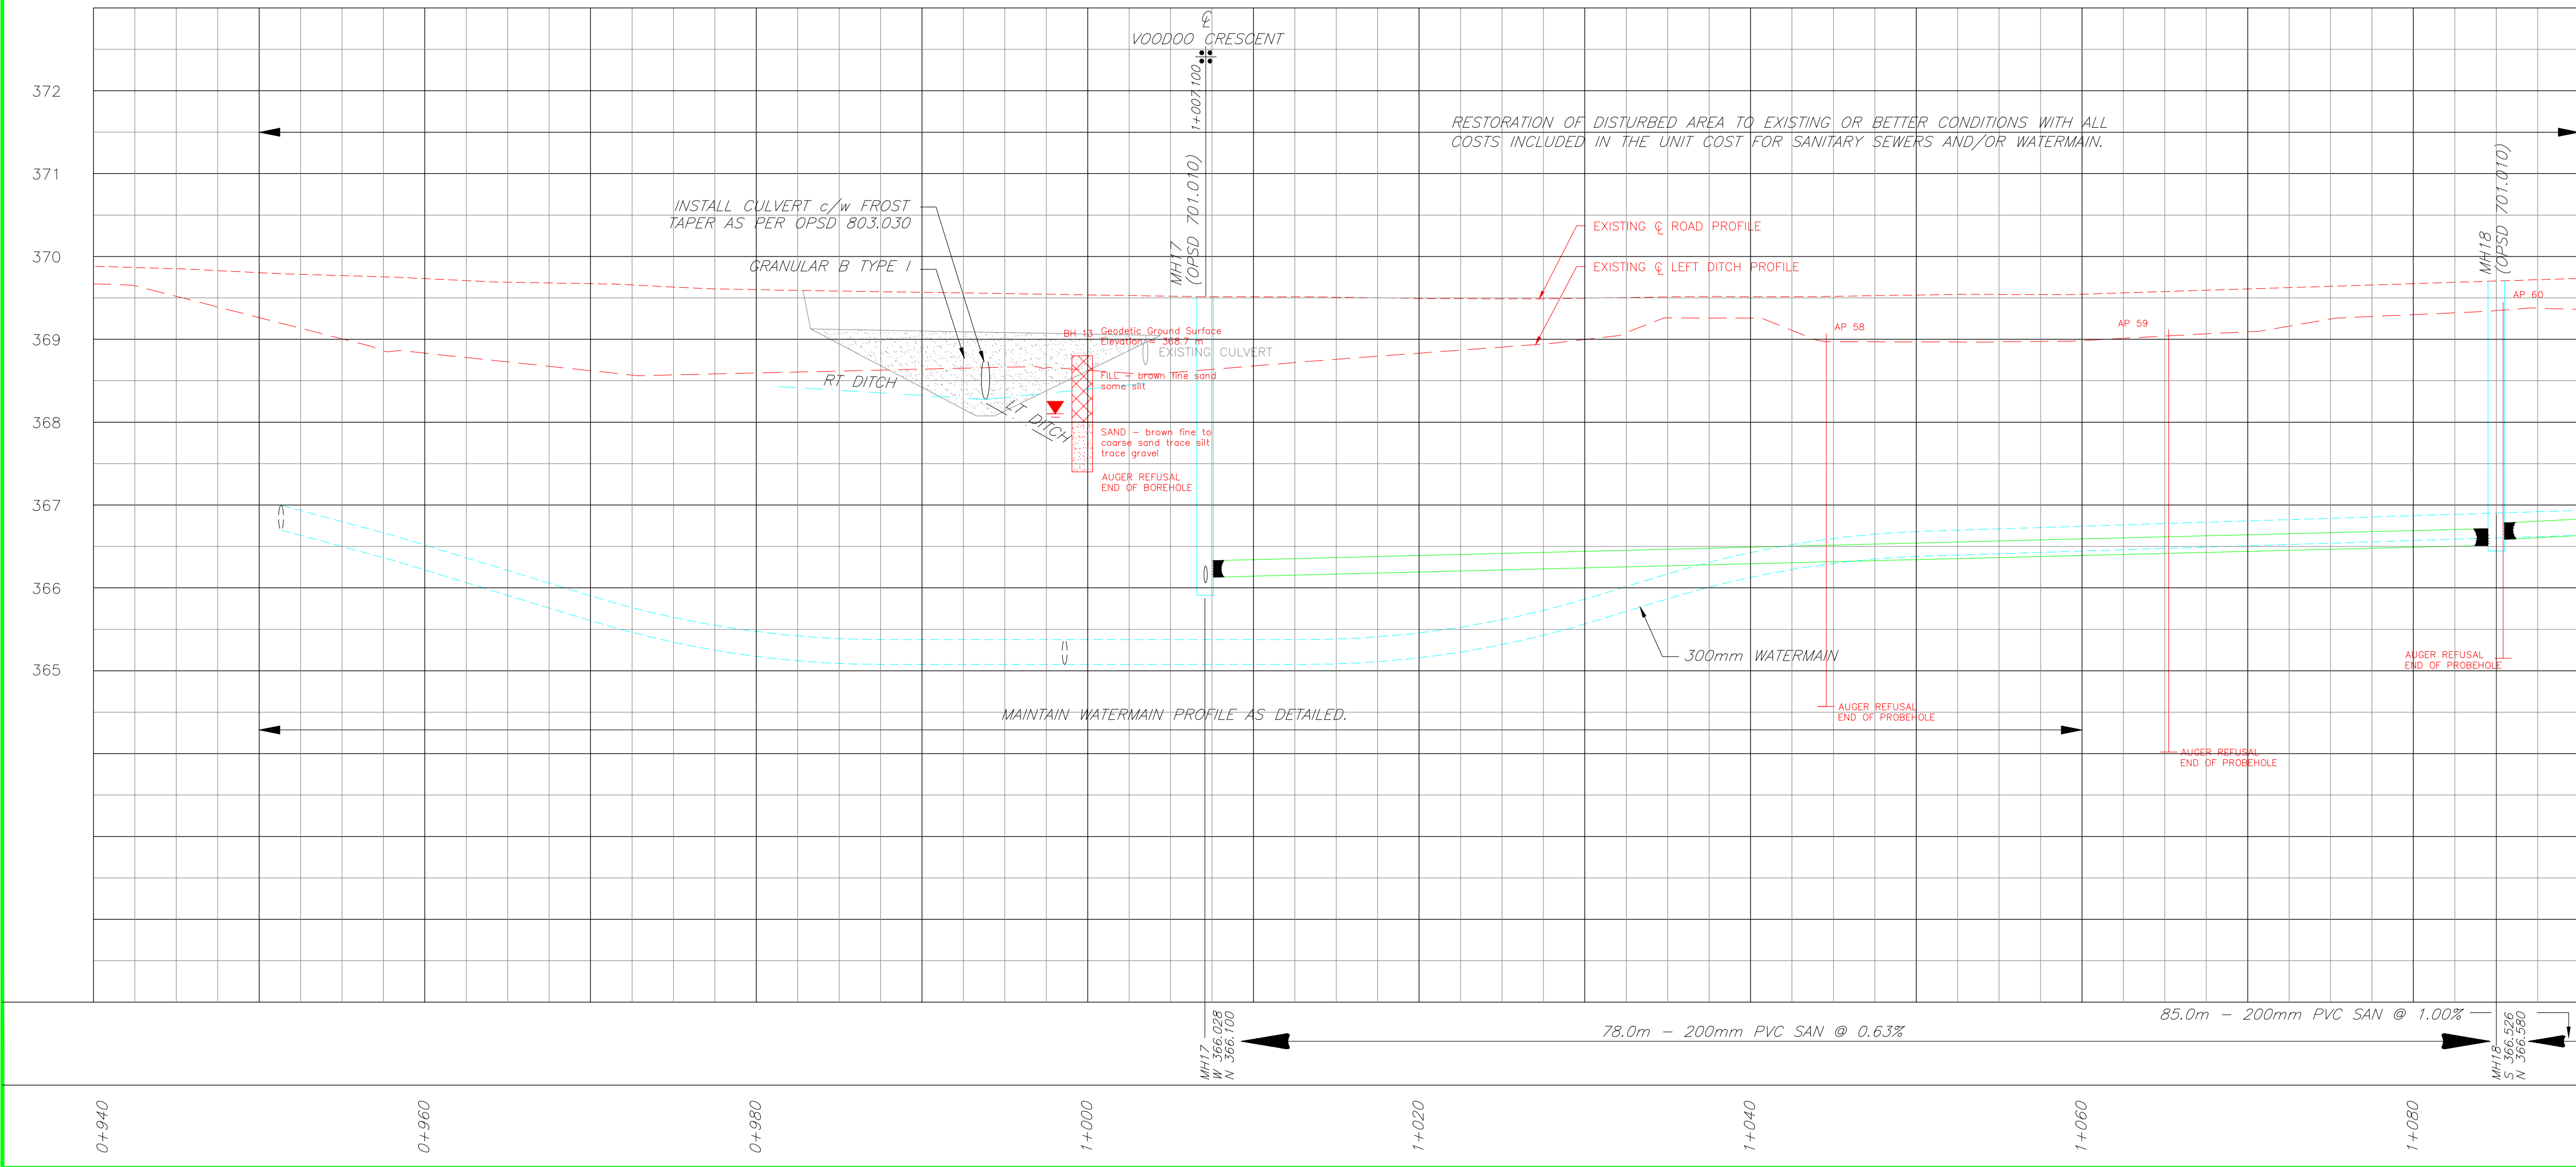 ℄
VOODOO CRESCENT
1+007.100
372
371
370
369
368
367
366
365
RESTORATION OF DISTURBED AREA TO EXISTING OR BETTER CONDITIONS WITH ALL
COSTS INCLUDED IN THE UNIT COST FOR SANITARY SEWERS AND/OR WATERMAIN.
INSTALL CULVERT c/w FROST
TAPER AS PER OPSD 803.030
GRANULAR B TYPE I
MH17
(OPSD 701.010)
EXISTING ℄ ROAD PROFILE
EXISTING ℄ LEFT DITCH PROFILE
MH18
(OPSD 701.010)
BH 13
Geodetic Ground Surface
Elevation = 368.7 m
EXISTING CULVERT
FILL – brown fine sand
some silt
RT DITCH
LT DITCH
SAND – brown fine to
coarse sand trace silt
trace gravel
AUGER REFUSAL
END OF BOREHOLE
AP 58
AP 59
AP 60
300mm WATERMAIN
AUGER REFUSAL
END OF PROBEHOLE
AUGER REFUSAL
END OF PROBEHOLE
AUGER REFUSAL
END OF PROBEHOLE
MAINTAIN WATERMAIN PROFILE AS DETAILED.
MH17
W 366.028
N 366.100
78.0m – 200mm PVC SAN @ 0.63%
85.0m – 200mm PVC SAN @ 1.00%
MH18
S 366.526
N 366.580
0+940
0+960
0+980
1+000
1+020
1+040
1+060
1+080